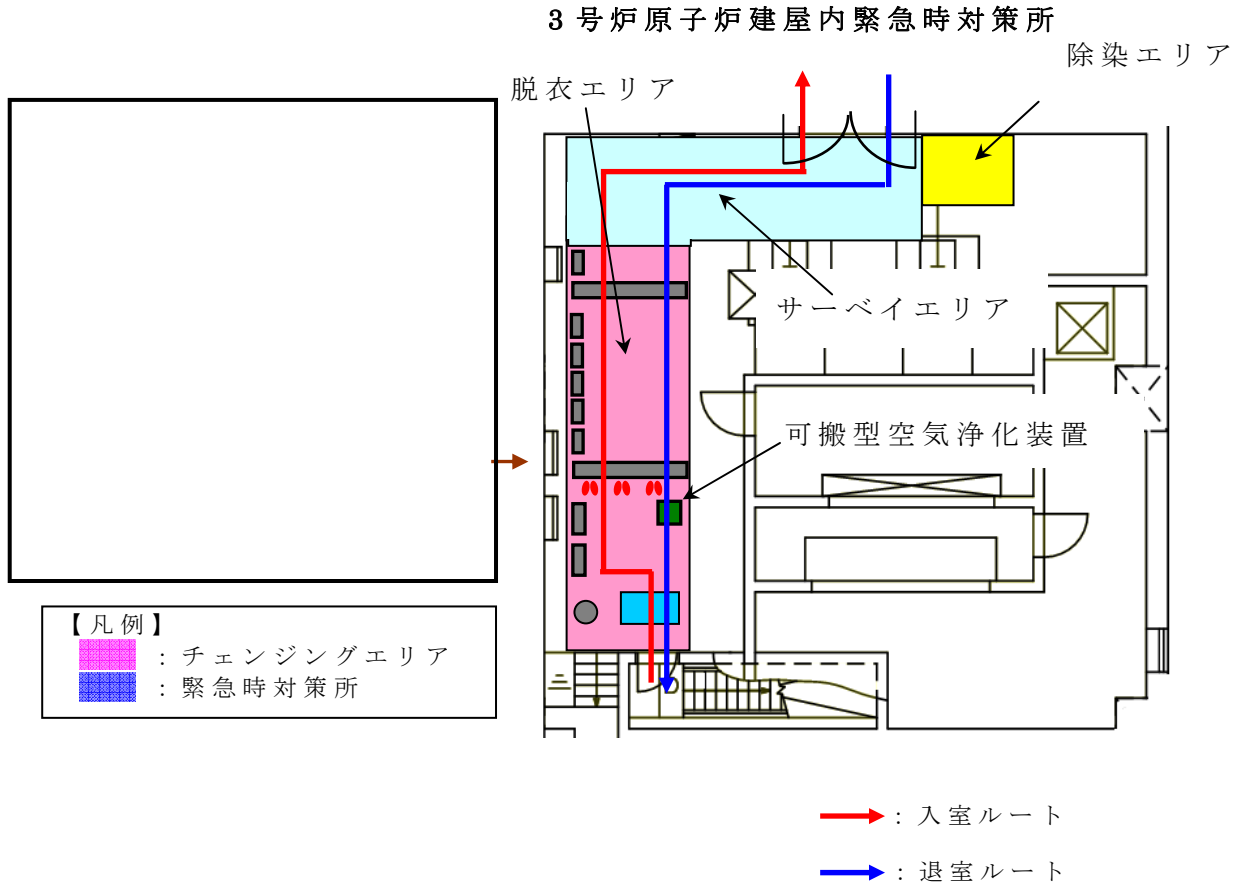 3号炉原子炉建屋内緊急時対策所
除染エリア
脱衣エリア
サーベイエリア
可搬型空気浄化装置
【凡例】
：チェンジングエリア
：緊急時対策所
：入室ルート
：退室ルート